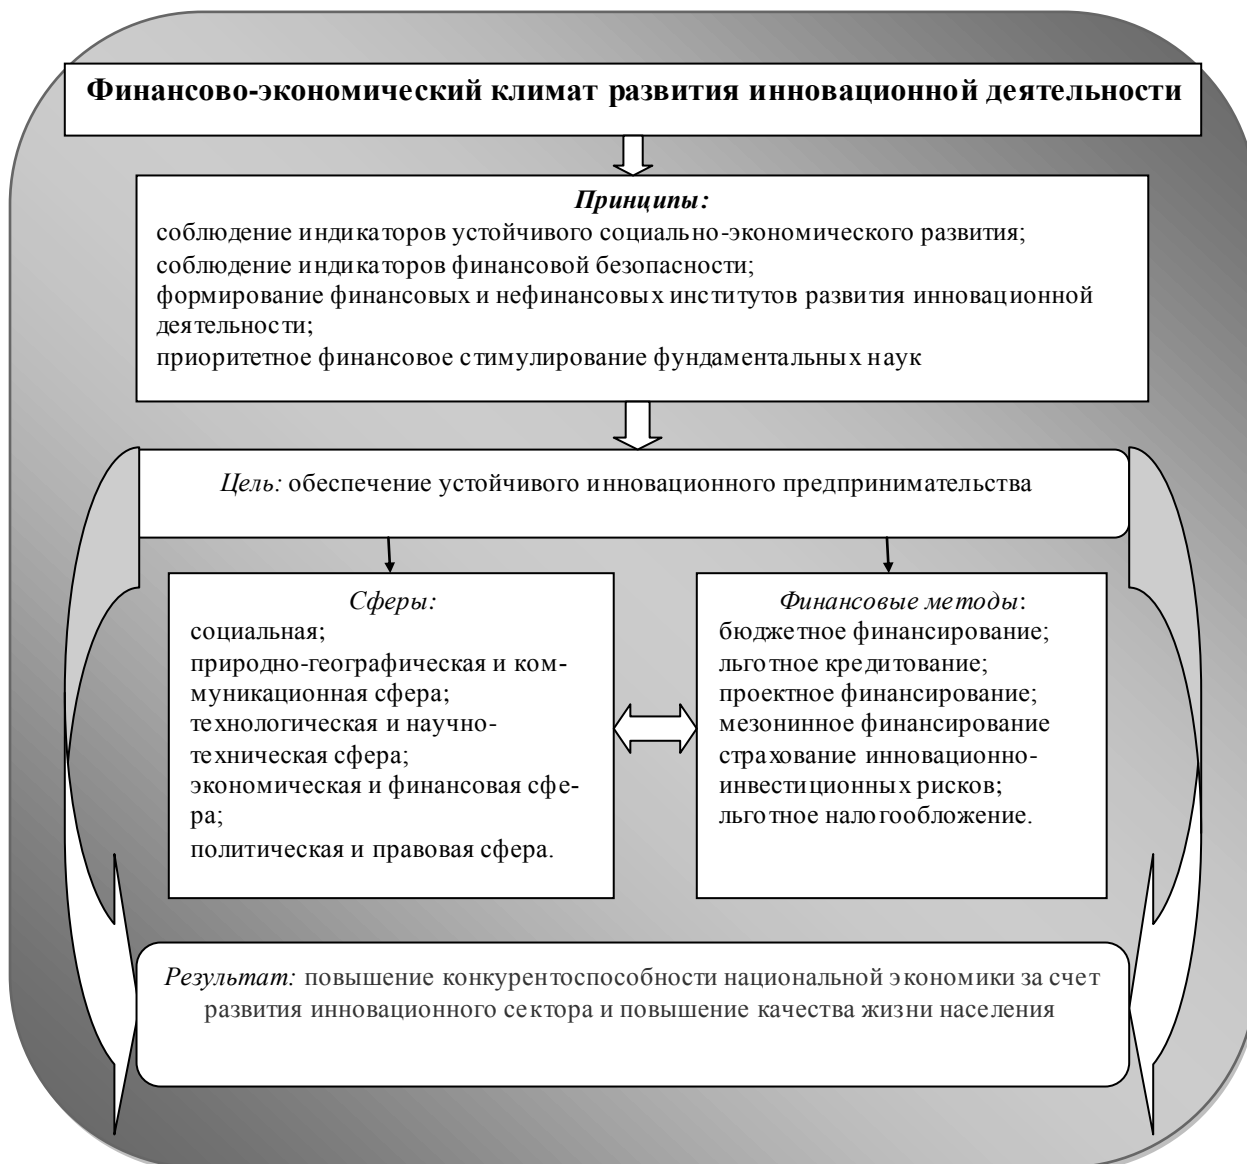 Финансово-экономический климат развития инновационной деятельности
Принципы:
соблюдение индикаторов устойчивого социально-экономического развития;
соблюдение индикаторов финансовой безопасности;
формирование финансовых и нефинансовых институтов развития инновационной
деятельности;
приоритетное финансовое стимулирование фундаментальных наук
Цель: обеспечение устойчивого инновационного предпринимательства
Сферы:
социальная;
природно-географическая и ком-
муникационная сфера;
технологическая и научно-
техническая сфера;
экономическая и финансовая сфе-
ра;
политическая и правовая сфера.
Финансовые методы:
бюджетное финансирование;
льготное кредитование;
проектное финансирование;
мезонинное финансирование
страхование инновационно-
инвестиционных рисков;
льготное налогообложение.
Результат: повышение конкурентоспособности национальной экономики за счет
развития инновационного сектора и повышение качества жизни населения